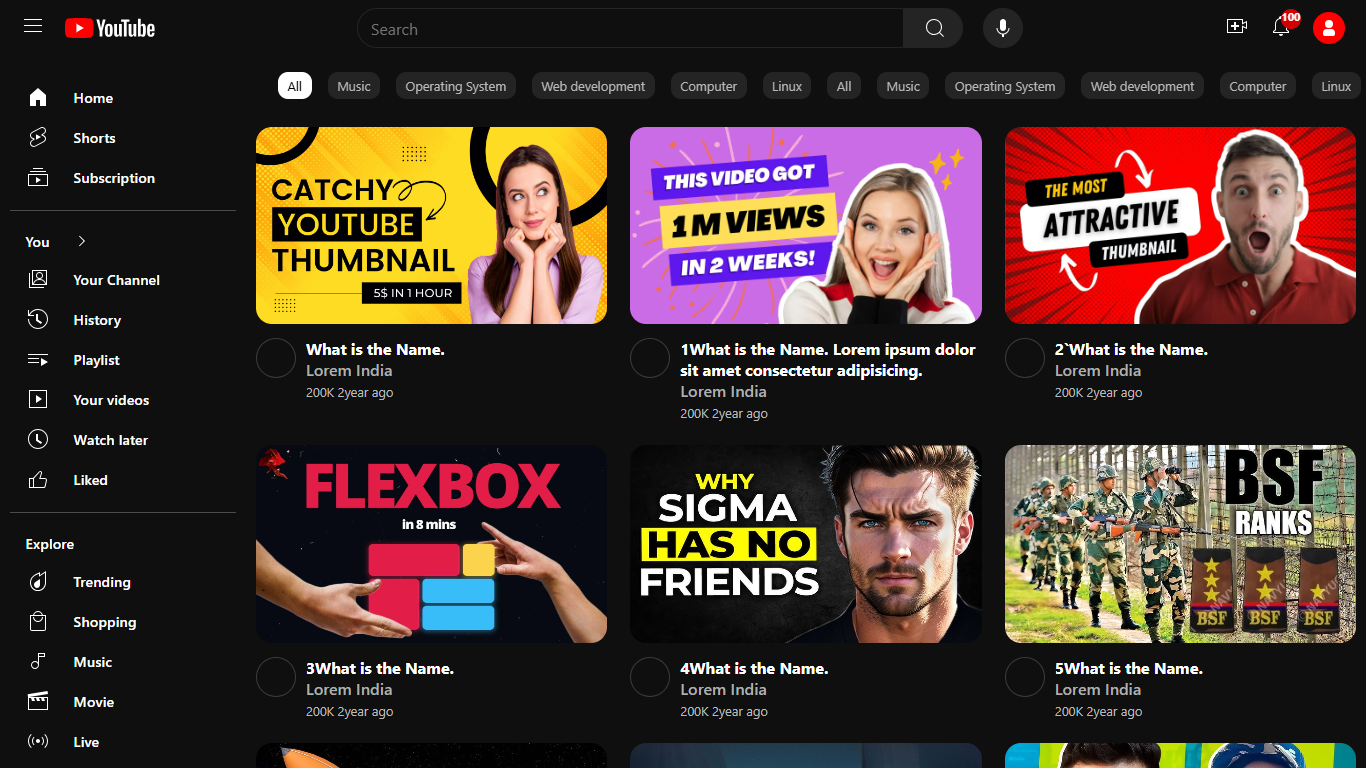 YouTube
Search
100
All Music Operating System Web development Computer Linux All Music Operating System Web development Computer Linux
Home
Shorts
Subscription
You
Your Channel
History
Playlist
Your videos
Watch later
Liked
Explore
Trending
Shopping
Music
Movie
Live
CATCHY
YOUTUBE
THUMBNAIL
5$ IN 1 HOUR
What is the Name.
Lorem India
200K 2year ago
THIS VIDEO GOT
1 M VIEWS
IN 2 WEEKS!
1What is the Name. Lorem ipsum dolor
sit amet consectetur adipisicing.
Lorem India
200K 2year ago
THE MOST
ATTRACTIVE
THUMBNAIL
2`What is the Name.
Lorem India
200K 2year ago
FLEXBOX
in 8 mins
3What is the Name.
Lorem India
200K 2year ago
WHY
SIGMA
HAS NO
FRIENDS
4What is the Name.
Lorem India
200K 2year ago
BSF
RANKS
BSF BSF BSF
5What is the Name.
Lorem India
200K 2year ago